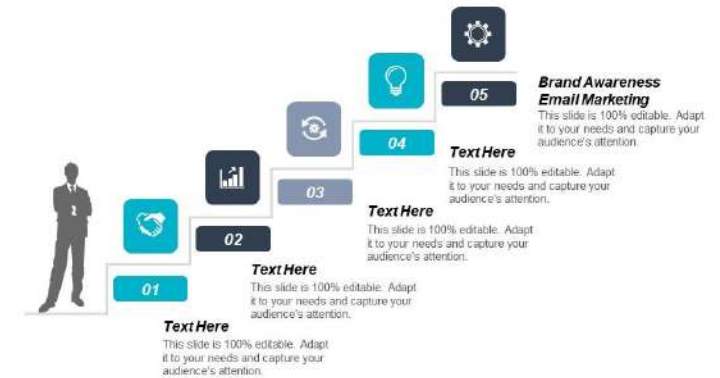 05
Brand Awareness
Email Marketing
This slide is 100% editable. Adapt
it to your needs and capture your
audience's attention.
04
Text Here
This slide is 100% editable. Adapt
it to your needs and capture your
audience's attention.
03
Text Here
This slide is 100% editable. Adapt
it to your needs and capture your
audience's attention.
02
Text Here
This slide is 100% editable. Adapt
it to your needs and capture your
audience's attention.
01
Text Here
This slide is 100% editable. Adapt
it to your needs and capture your
audience's attention.